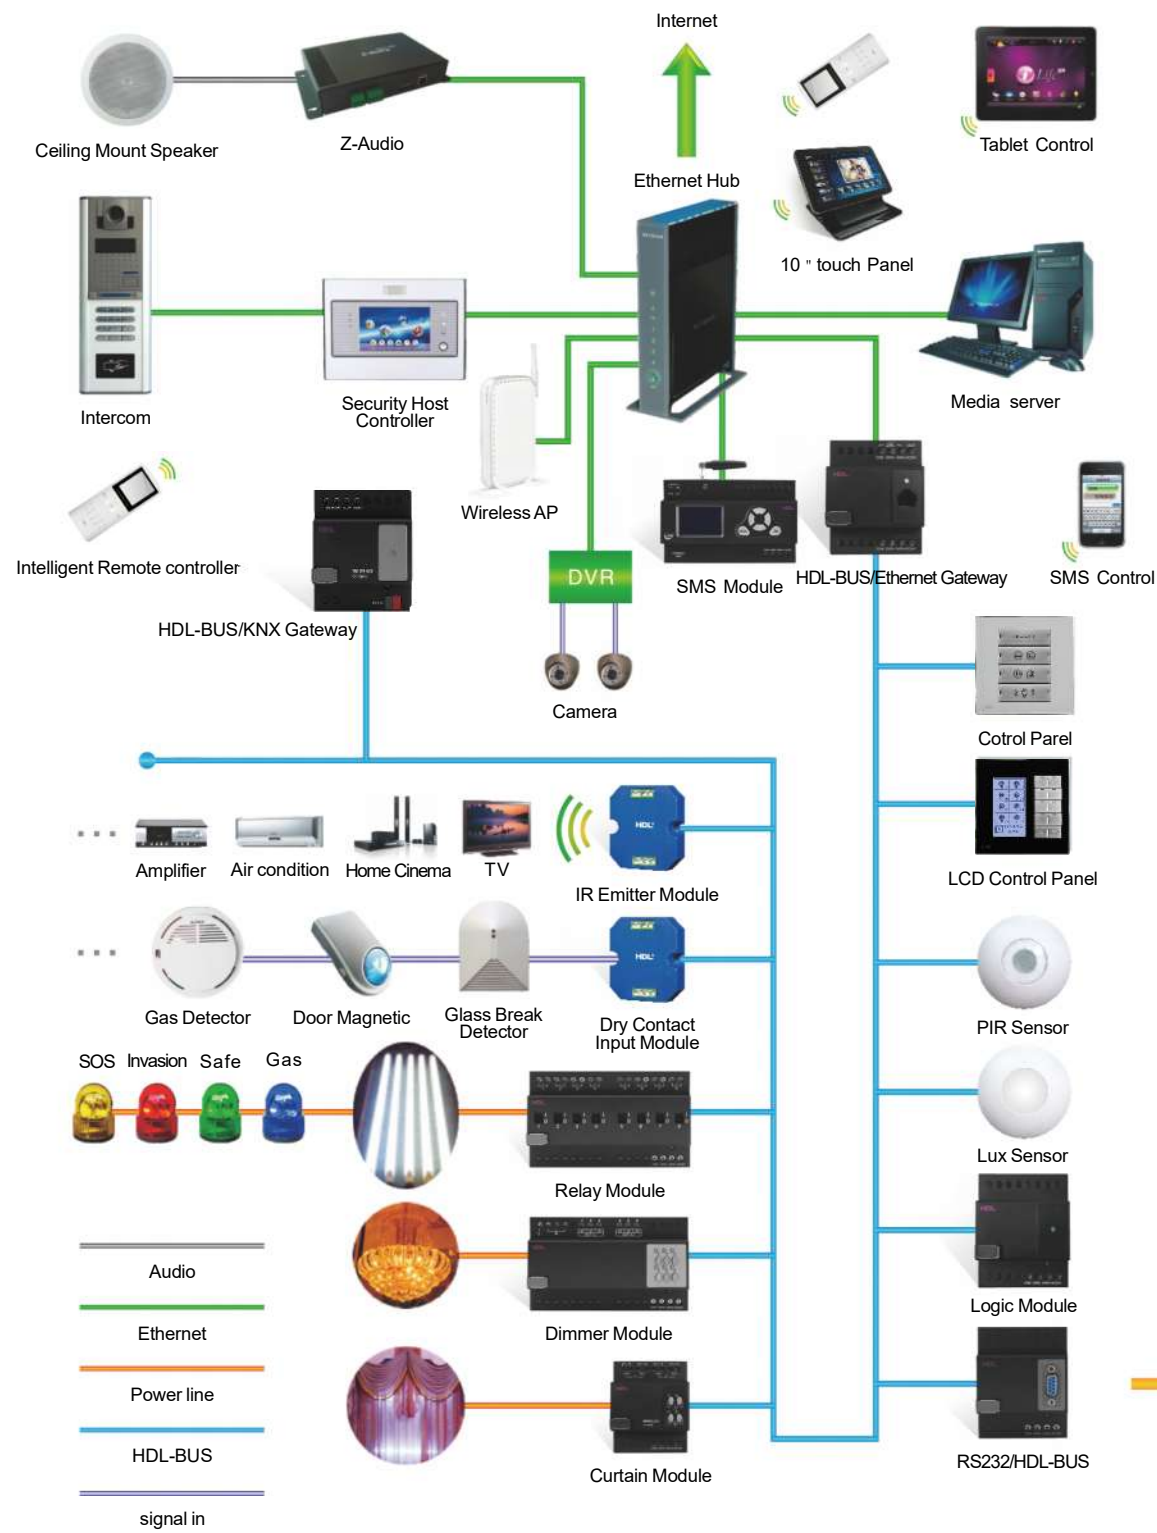 Internet
Ceiling Mount Speaker
Z-Audio
Tablet Control
Ethernet Hub
10 " touch Panel
Intercom
Security Host
Controller
Media server
Wireless AP
Intelligent Remote controller
DVR
SMS Module
HDL-BUS/Ethernet Gateway
SMS Control
HDL-BUS/KNX Gateway
Camera
Cotrol Parel
HDL
Amplifier
Air condition
Home Cinema
TV
IR Emitter Module
LCD Control Panel
HDL
Gas Detector
Door Magnetic
Glass Break
Detector
Dry Contact
Input Module
PIR Sensor
SOS
Invasion
Safe
Gas
Relay Module
Lux Sensor
HDL
Audio
Logic Module
Ethernet
Dimmer Module
Power line
HDL-BUS
Curtain Module
RS232/HDL-BUS
signal in